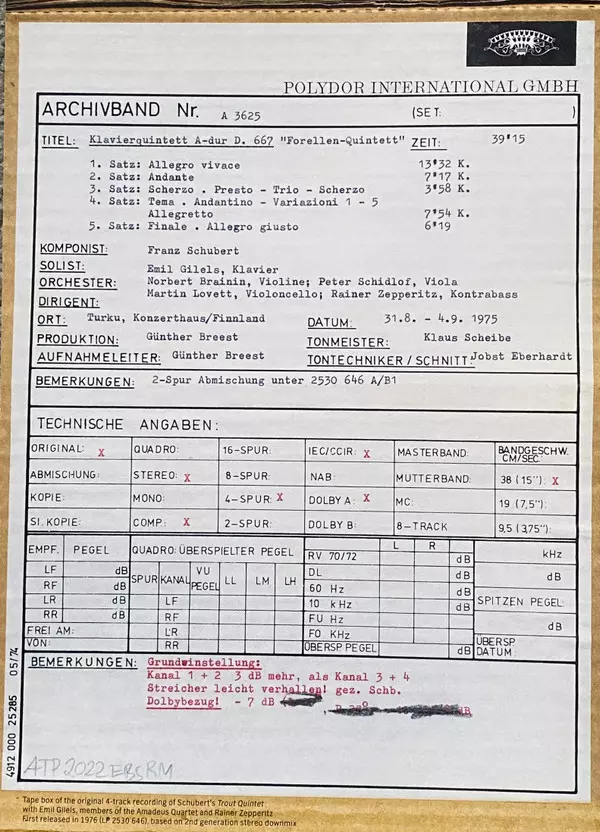 POLYDOR INTERNATIONAL GMBH
ARCHIVBAND Nr. A 3625 (SET: )
TITEL: Klavierquintett A-dur D. 667 "Forellen-Quintett" ZEIT: 39'15
1. Satz: Allegro vivace 13'32 K.
2. Satz: Andante 7'17 K.
3. Satz: Scherzo . Presto - Trio - Scherzo 3'58 K.
4. Satz: Tema . Andantino - Variazioni 1 - 5
Allegretto 7'54 K.
5. Satz: Finale . Allegro giusto 6'19
KOMPONIST: Franz Schubert
SOLIST: Emil Gilels, Klavier
ORCHESTER: Norbert Brainin, Violine; Peter Schidlof, Viola
DIRIGENT: Martin Lovett, Violoncello; Rainer Zepperitz, Kontrabass
ORT: Turku, Konzerthaus/Finnland DATUM: 31.8. - 4.9. 1975
PRODUKTION: Günther Breest TONMEISTER: Klaus Scheibe
AUFNAHMELEITER: Günther Breest TONTECHNIKER/SCHNITT: Jobst Eberhardt
BEMERKUNGEN: 2-Spur Abmischung unter 2530 646 A/B1
TECHNISCHE ANGABEN:
ORIGINAL: x QUADRO: 16-SPUR: IEC/CCIR: x MASTERBAND: BANDGESCHW. CM/SEC:
ABMISCHUNG: STEREO: x 8-SPUR: NAB: MUTTERBAND: 38 (15"): x
KOPIE: MONO: 4-SPUR: x DOLBY A: x MC: 19 (7,5"):
SI. KOPIE: COMP.: x 2-SPUR: DOLBY B: 8-TRACK 9,5 (3,75"):
EMPF. PEGEL QUADRO: ÜBERSPIELTER PEGEL L R
LF dB SPUR KANAL VU PEGEL LL LM LH RV 70/72 dB kHz
RF dB DL dB dB
LR dB LF 60 Hz dB SPITZEN PEGEL:
RR dB RF 10 kHz dB dB
FREI AM: LR FU Hz
VON: RR FO KHz ÜBERSP. DATUM:
ÜBERSP PEGEL dB
BEMERKUNGEN: Grundeinstellung:
Kanal 1 + 2 3 dB mehr, als Kanal 3 + 4
Streicher leicht verhallen! gez. Schb.
Dolbybezug! - 7 dB
4912 000 25 285 05/74
ATP 2022 EBS RM
* Tape box of the original 4-track recording of Schubert's Trout Quintet
with Emil Gilels, members of the Amadeus Quartet and Rainer Zepperitz
First released in 1976 (LP 2530 646), based on 2nd generation stereo downmix